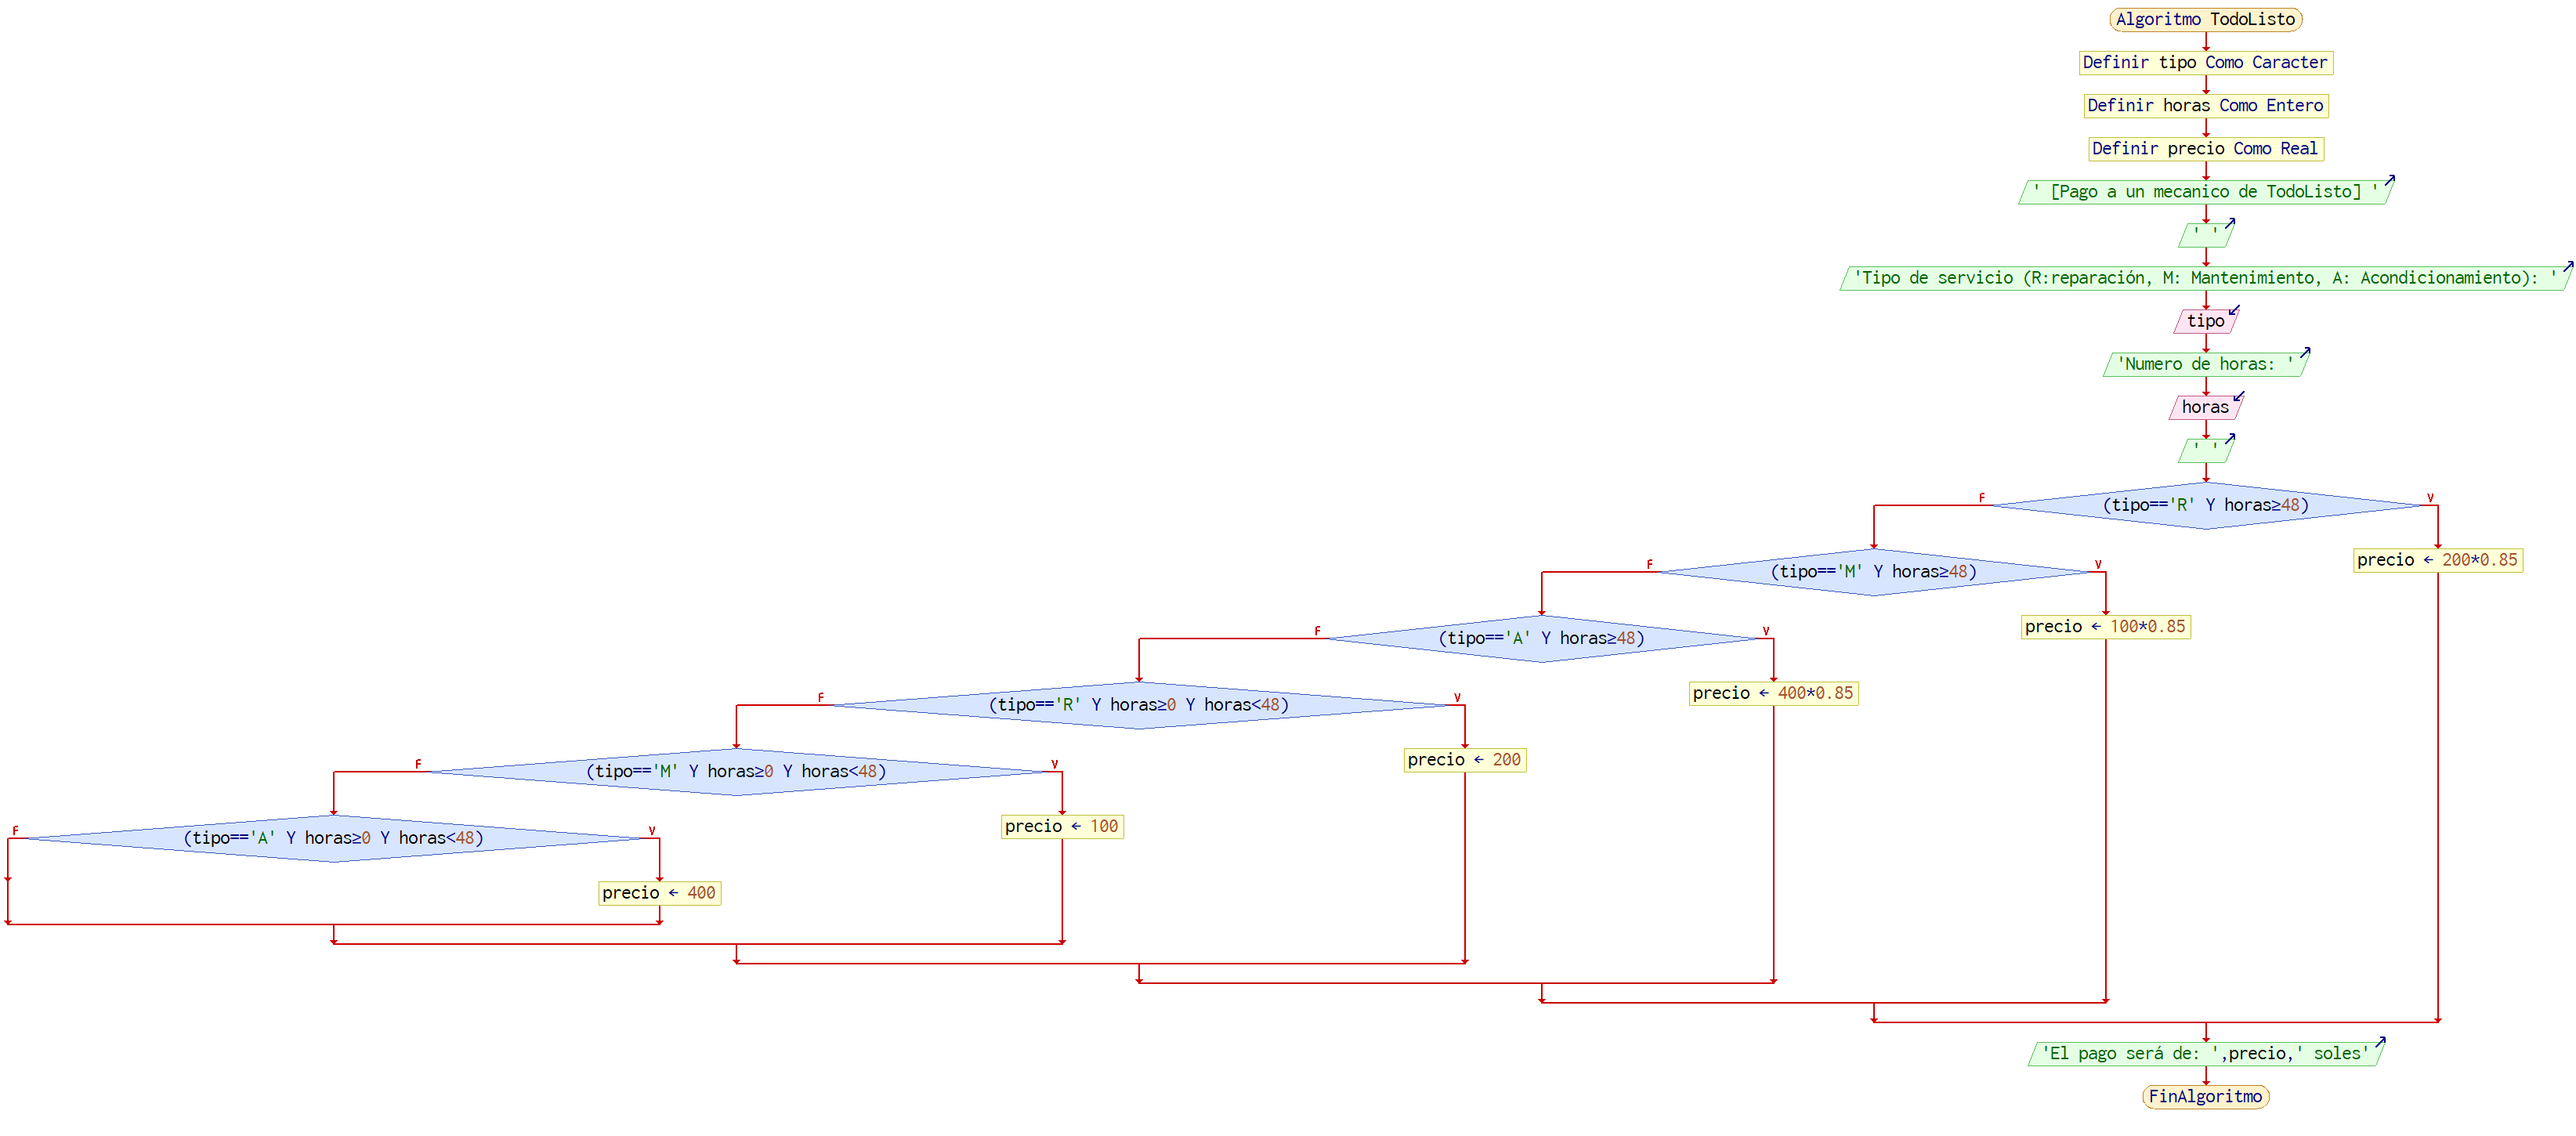 Algoritmo TodoListo
Definir tipo Como Caracter
Definir horas Como Entero
Definir precio Como Real
' [Pago a un mecanico de TodoListo] '
' '
'Tipo de servicio (R:reparación, M: Mantenimiento, A: Acondicionamiento): '
tipo
'Numero de horas: '
horas
' '
F
(tipo=='R' Y horas≥48)
V
F
(tipo=='M' Y horas≥48)
V
precio ← 200*0.85
F
(tipo=='A' Y horas≥48)
V
precio ← 100*0.85
F
(tipo=='R' Y horas≥0 Y horas<48)
V
precio ← 400*0.85
F
(tipo=='M' Y horas≥0 Y horas<48)
V
precio ← 200
F
(tipo=='A' Y horas≥0 Y horas<48)
V
precio ← 100
precio ← 400
'El pago será de: ',precio,' soles'
FinAlgoritmo